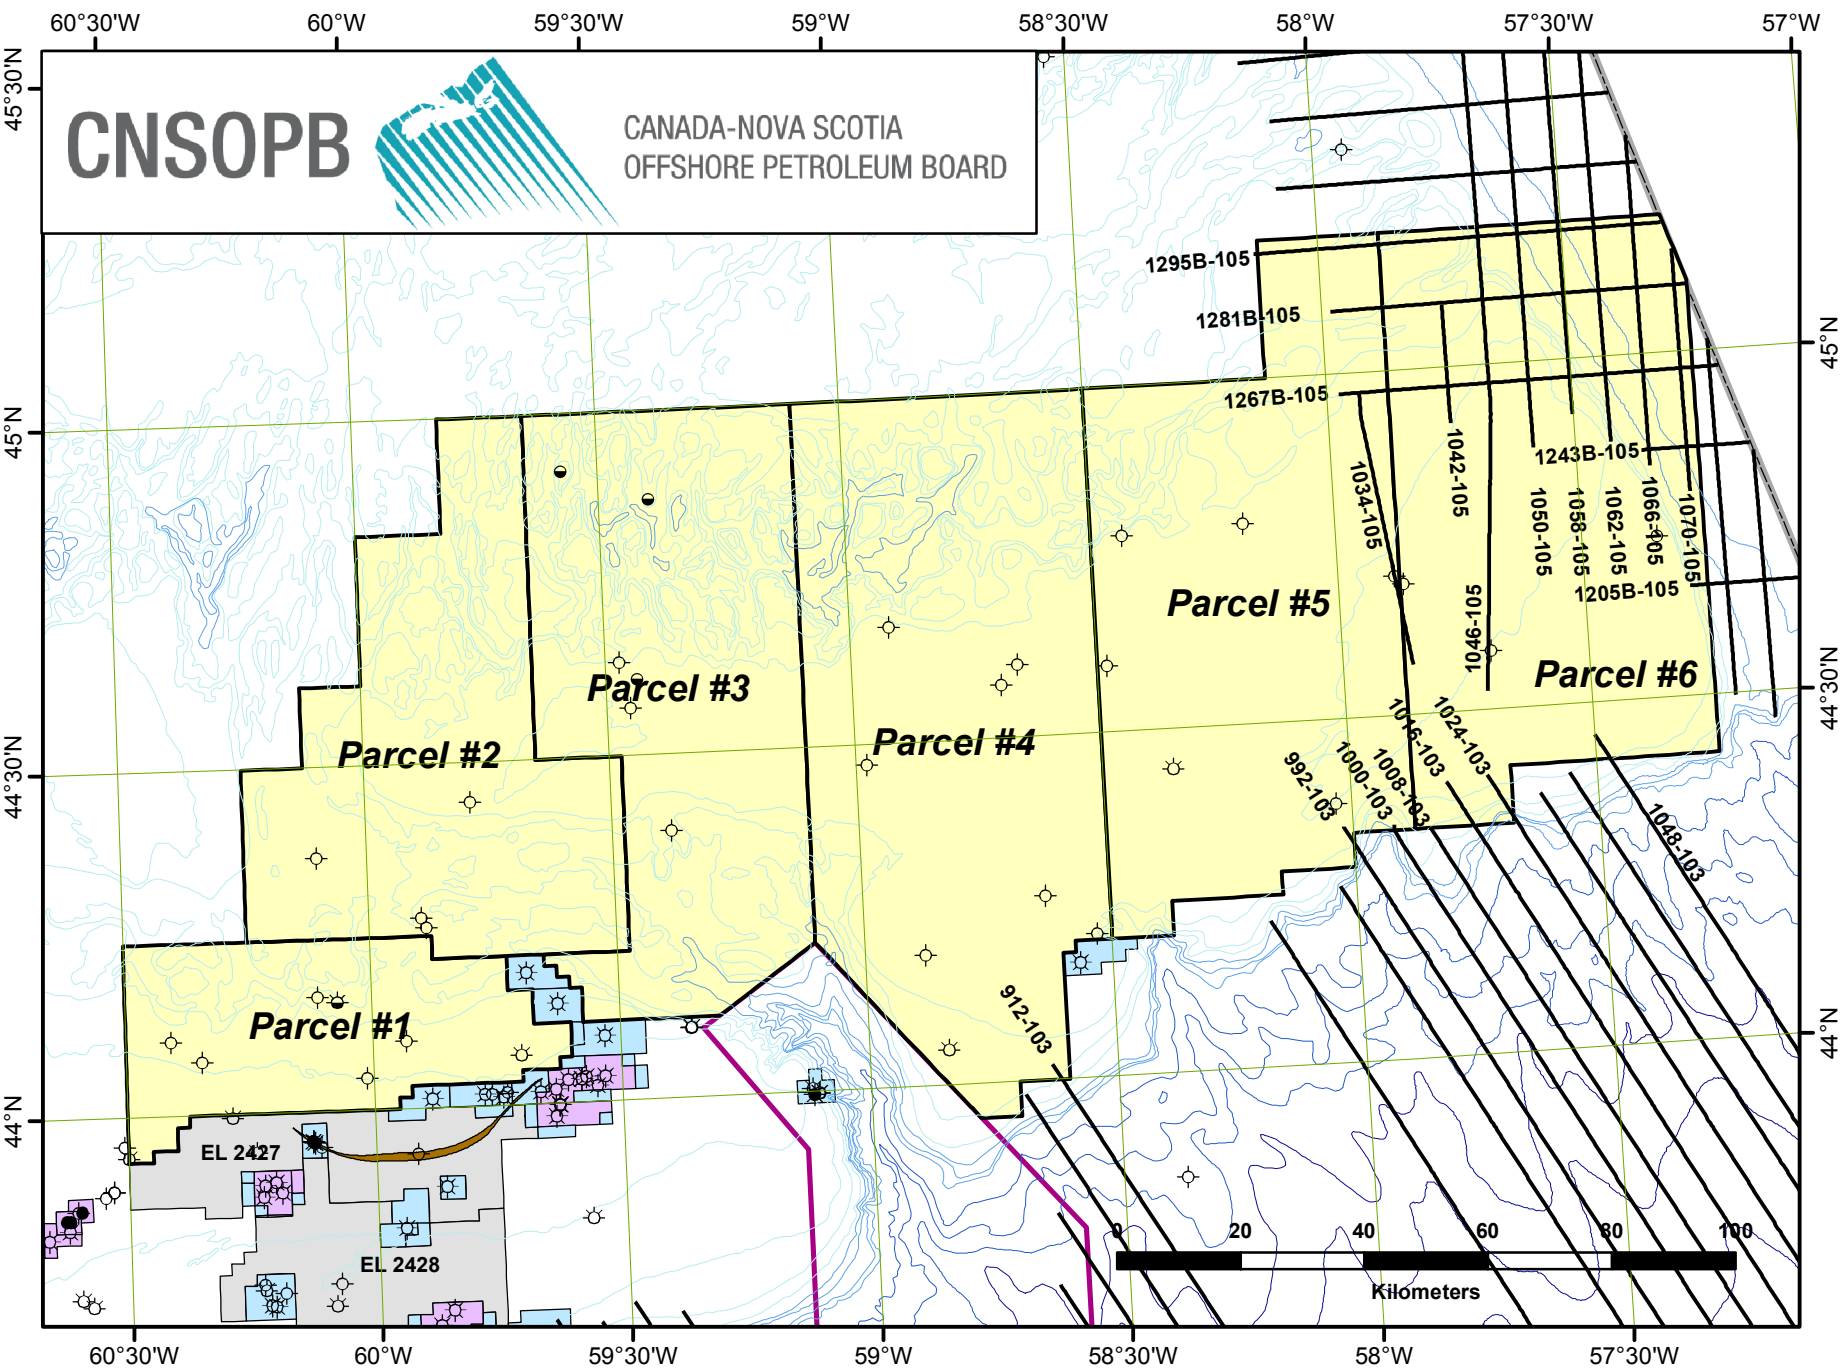 60°30'W 60°W 59°30'W 59°W 58°30'W 58°W 57°30'W 57°W
45°30'N
CNSOPB
CANADA-NOVA SCOTIA
OFFSHORE PETROLEUM BOARD
1295B-105
1281B-105
45°N
1267B-105
45°N
1034-105
1042-105
1243B-105
1050-105
1058-105
1062-105
1066-105
1070-105
1205B-105
1046-105
Parcel #5
Parcel #6
Parcel #3
Parcel #2
Parcel #4
44°30'N
44°30'N
992-103
1000-103
1008-103
1016-103
1024-103
1048-103
912-103
Parcel #1
44°N
44°N
EL 2427
EL 2428
0 20 40 60 80 100
Kilometers
60°30'W 60°W 59°30'W 59°W 58°30'W 58°W 57°30'W